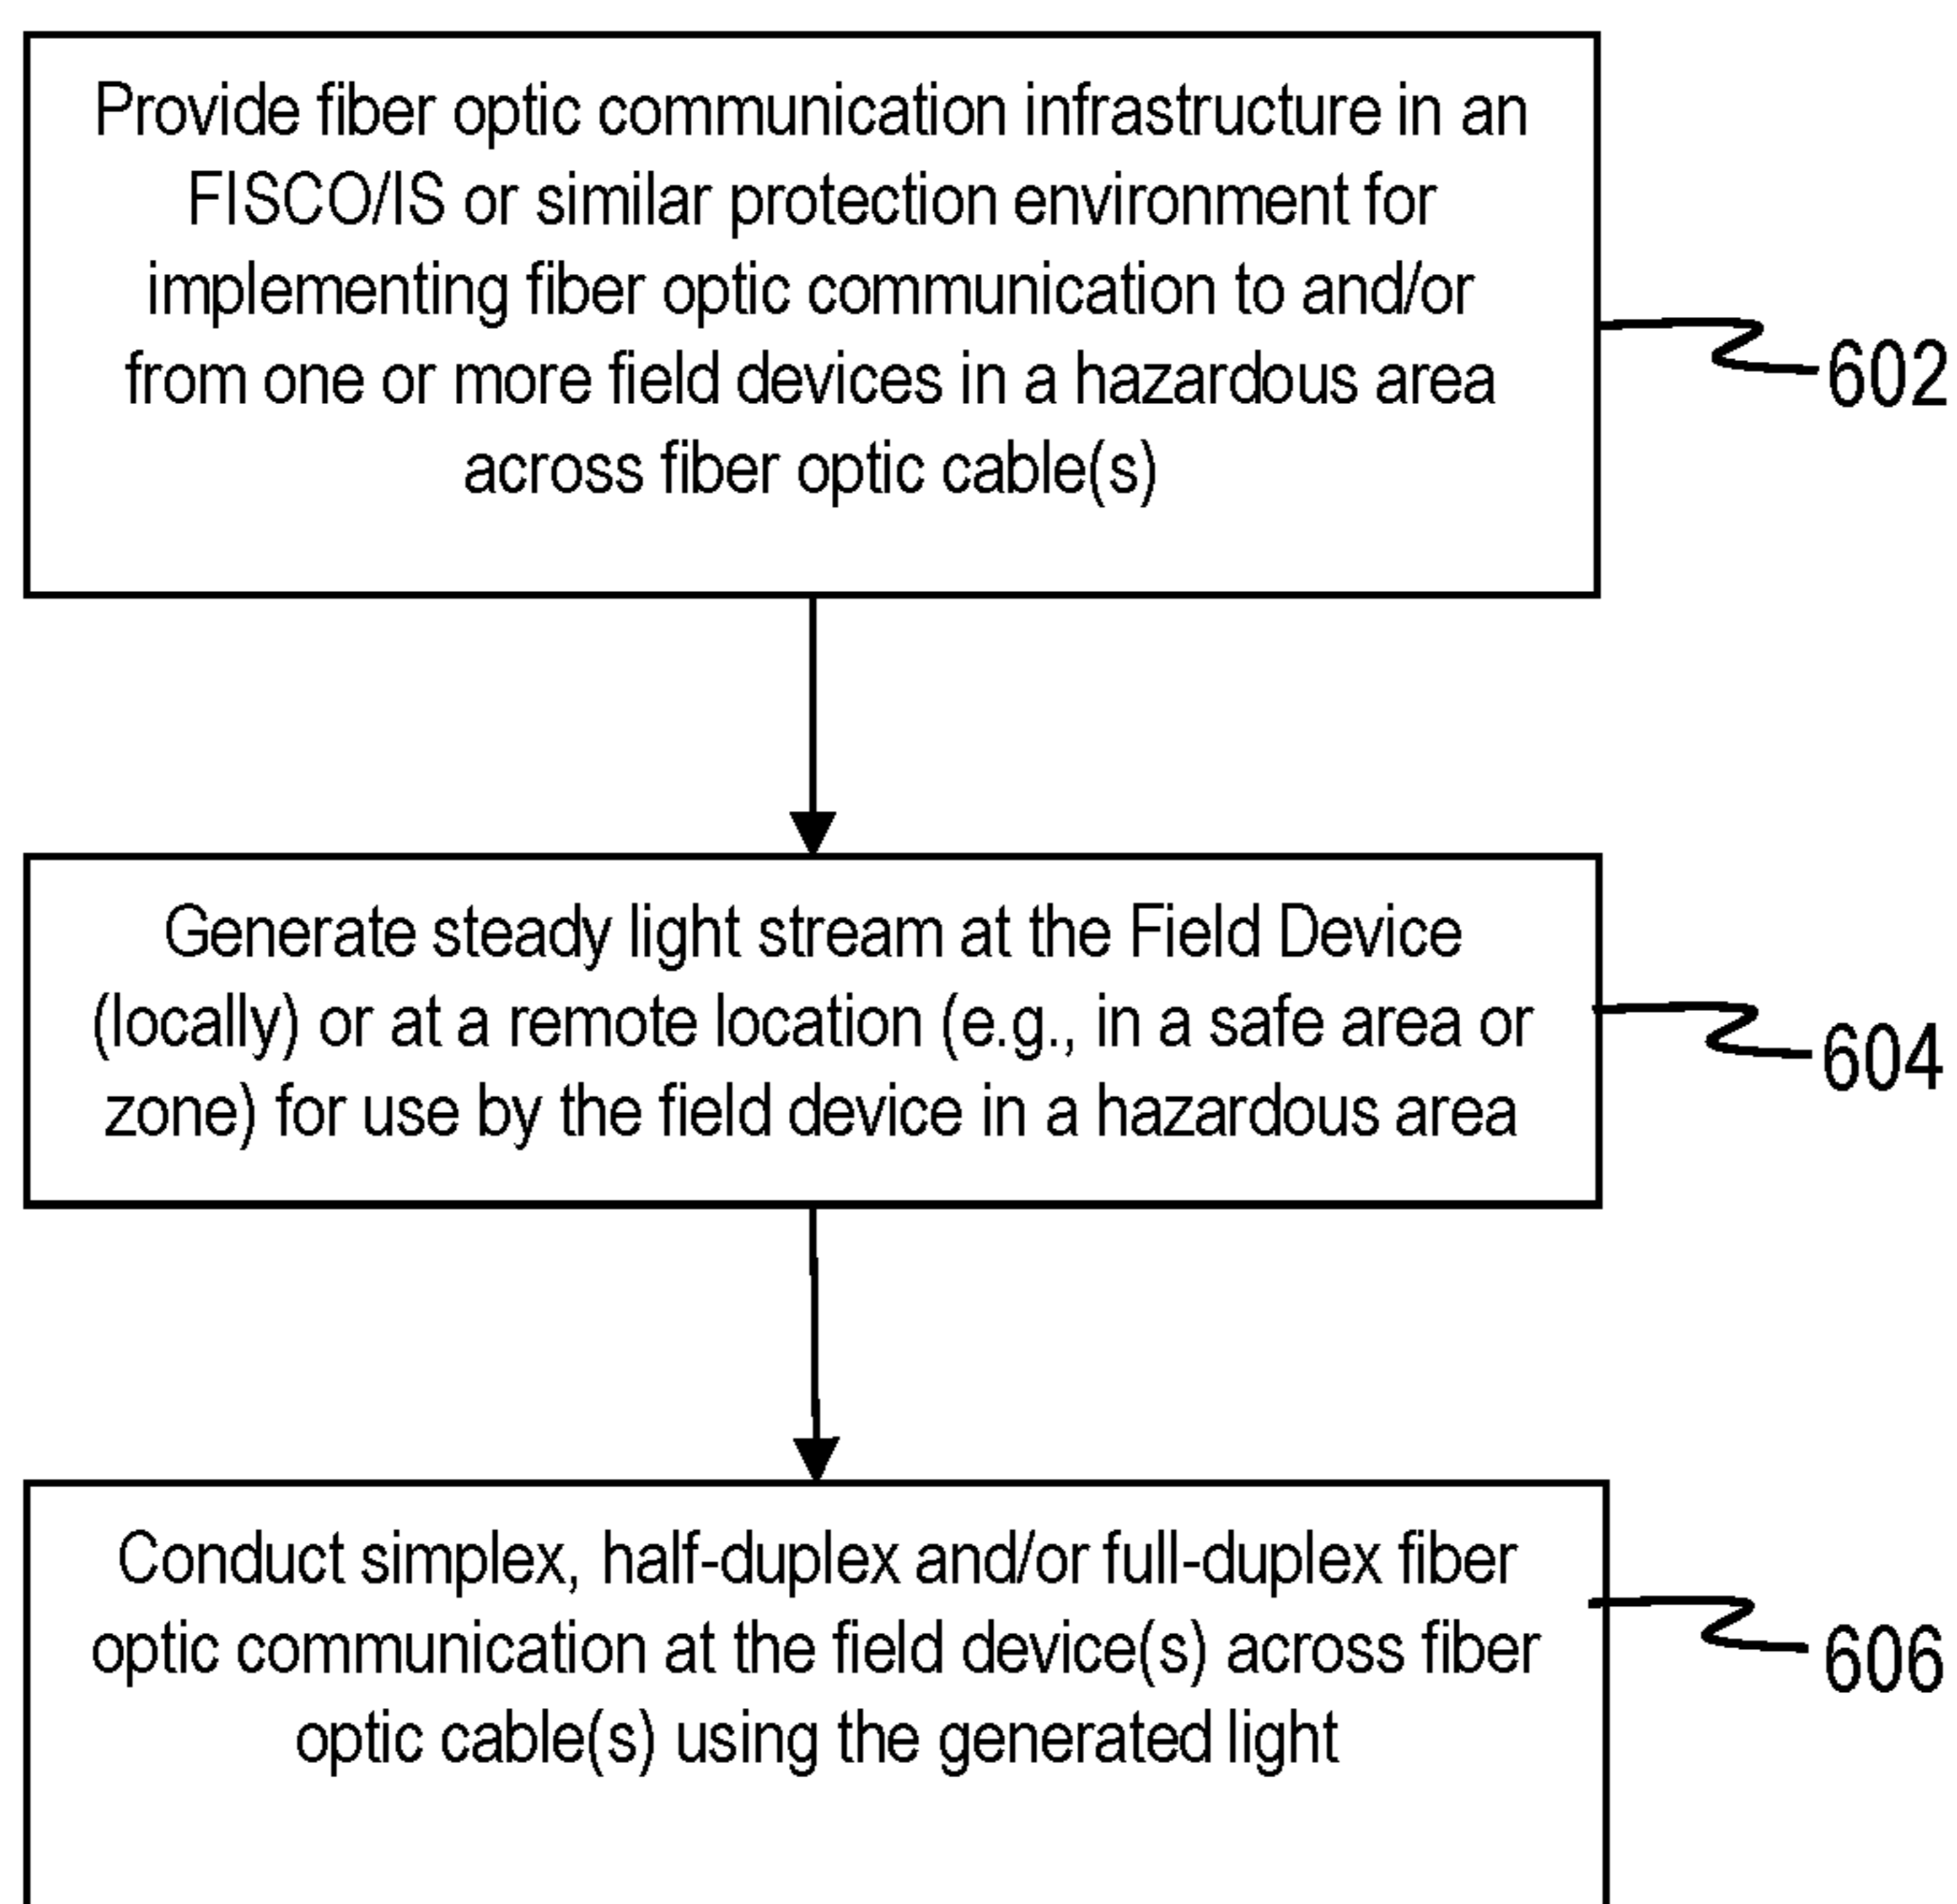 Provide fiber optic communication infrastructure in an
FISCO/IS or similar protection environment for
implementing fiber optic communication to and/or
from one or more field devices in a hazardous area
across fiber optic cable(s)
602
Generate steady light stream at the Field Device
(locally) or at a remote location (e.g., in a safe area or
zone) for use by the field device in a hazardous area
604
Conduct simplex, half-duplex and/or full-duplex fiber
optic communication at the field device(s) across fiber
optic cable(s) using the generated light
606